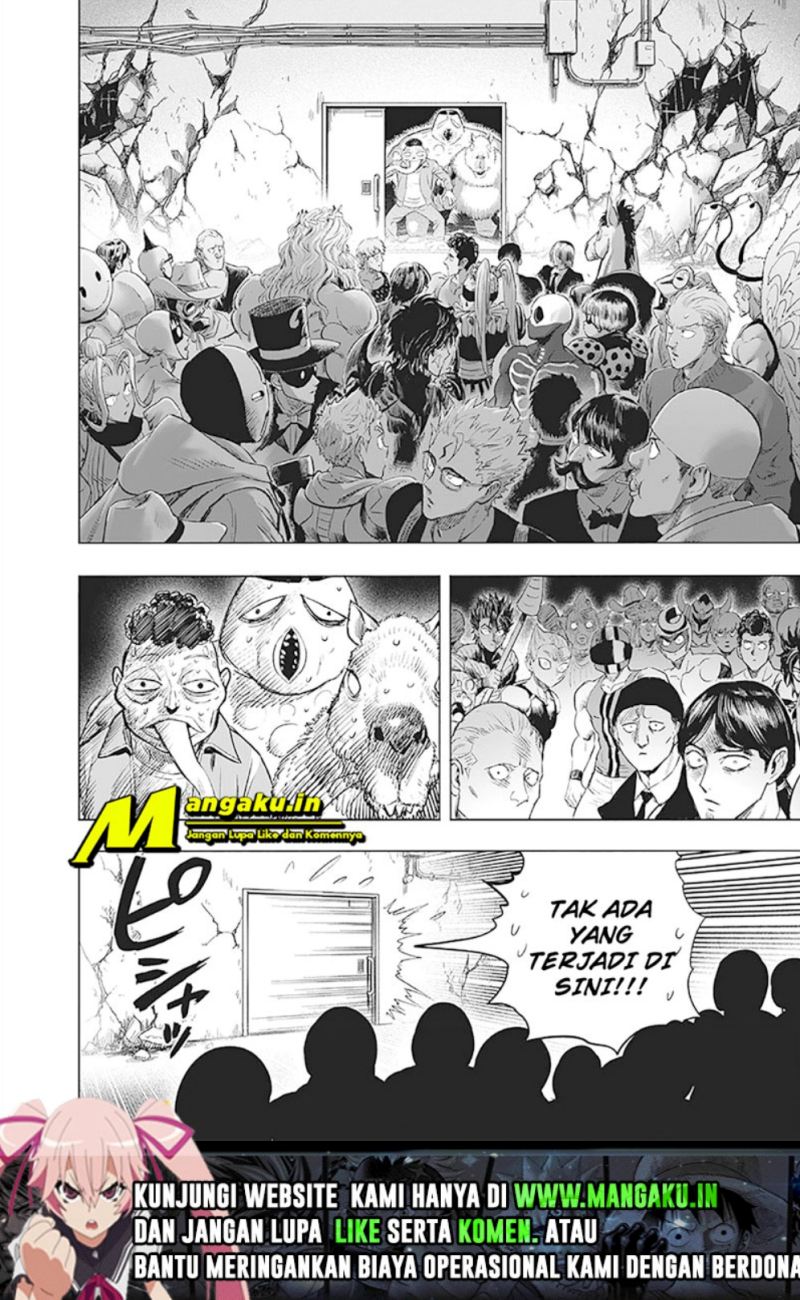 Mangaku.in
Jangan Lupa Like dan Komennya
ピシャッ
TAK ADA
YANG
TERJADI DI
SINI!!!
KUNJUNGI WEBSITE KAMI HANYA DI WWW.MANGAKU.IN
DAN JANGAN LUPA LIKE SERTA KOMEN. ATAU
BANTU MERINGANKAN BIAYA OPERASIONAL KAMI DENGAN BERDONA